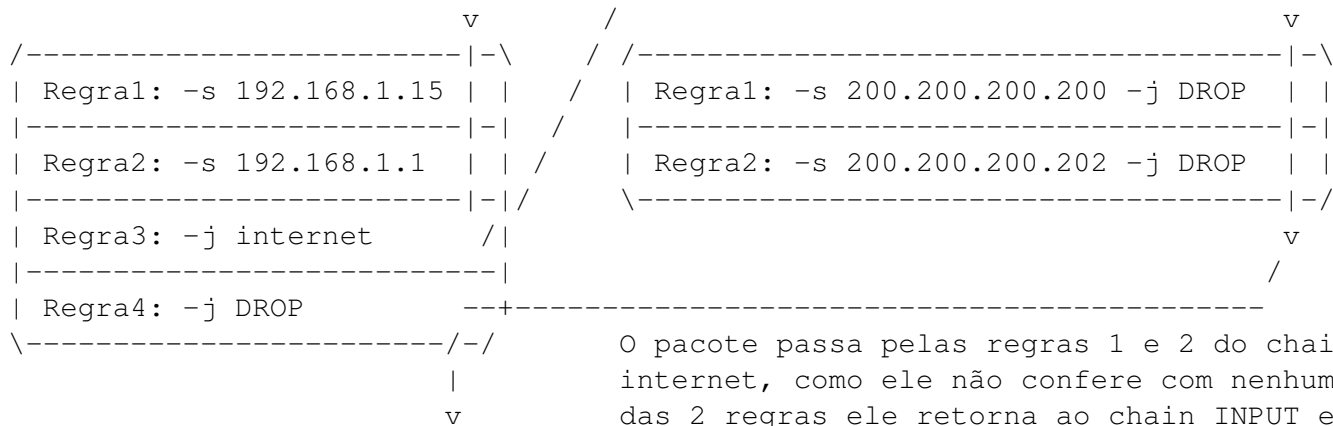 v       /                                      v
/-------------------------|-\    / /-------------------------------------|-\
| Regra1: -s 192.168.1.15 | |   /  | Regra1: -s 200.200.200.200 -j DROP  | |
|-------------------------|-|  /   |-------------------------------------|-|
| Regra2: -s 192.168.1.1  | | /    | Regra2: -s 200.200.200.202 -j DROP  | |
|-------------------------|-|/     \-------------------------------------|-/
| Regra3: -j internet      /|                                            v
|---------------------------|                                           /
| Regra4: -j DROP         --+-------------------------------------------
\------------------------/-/       O pacote passa pelas regras 1 e 2 do chai
                         |         internet, como ele não confere com nenhum
                         v         das 2 regras ele retorna ao chain INPUT e